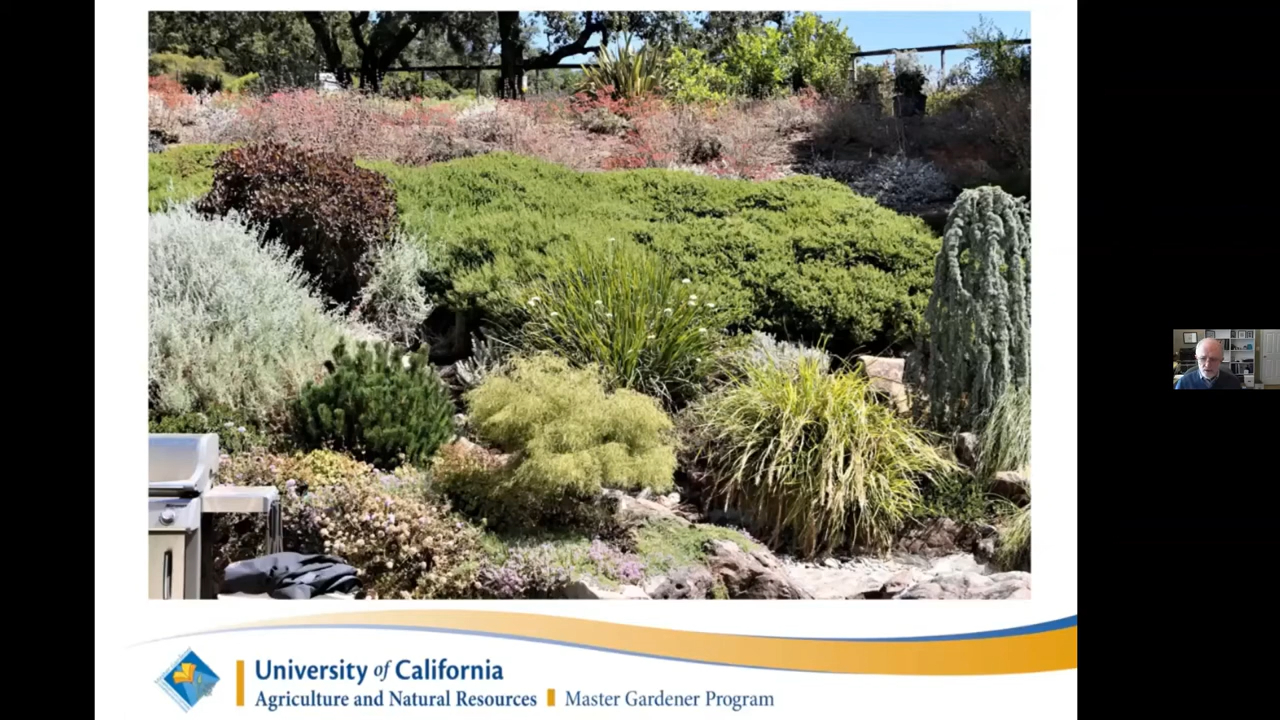 University of California
Agriculture and Natural Resources Master Gardener Program